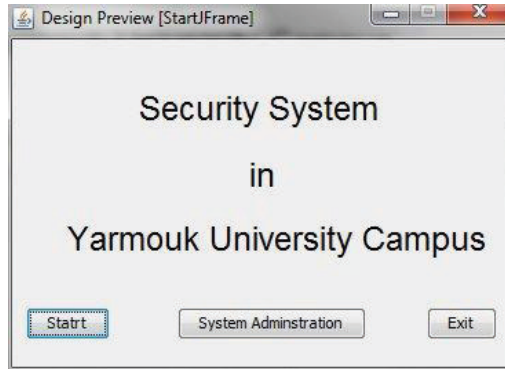 Design Preview [StartJFrame]
Security System
in
Yarmouk University Campus
Statrt
System Adminstration
Exit